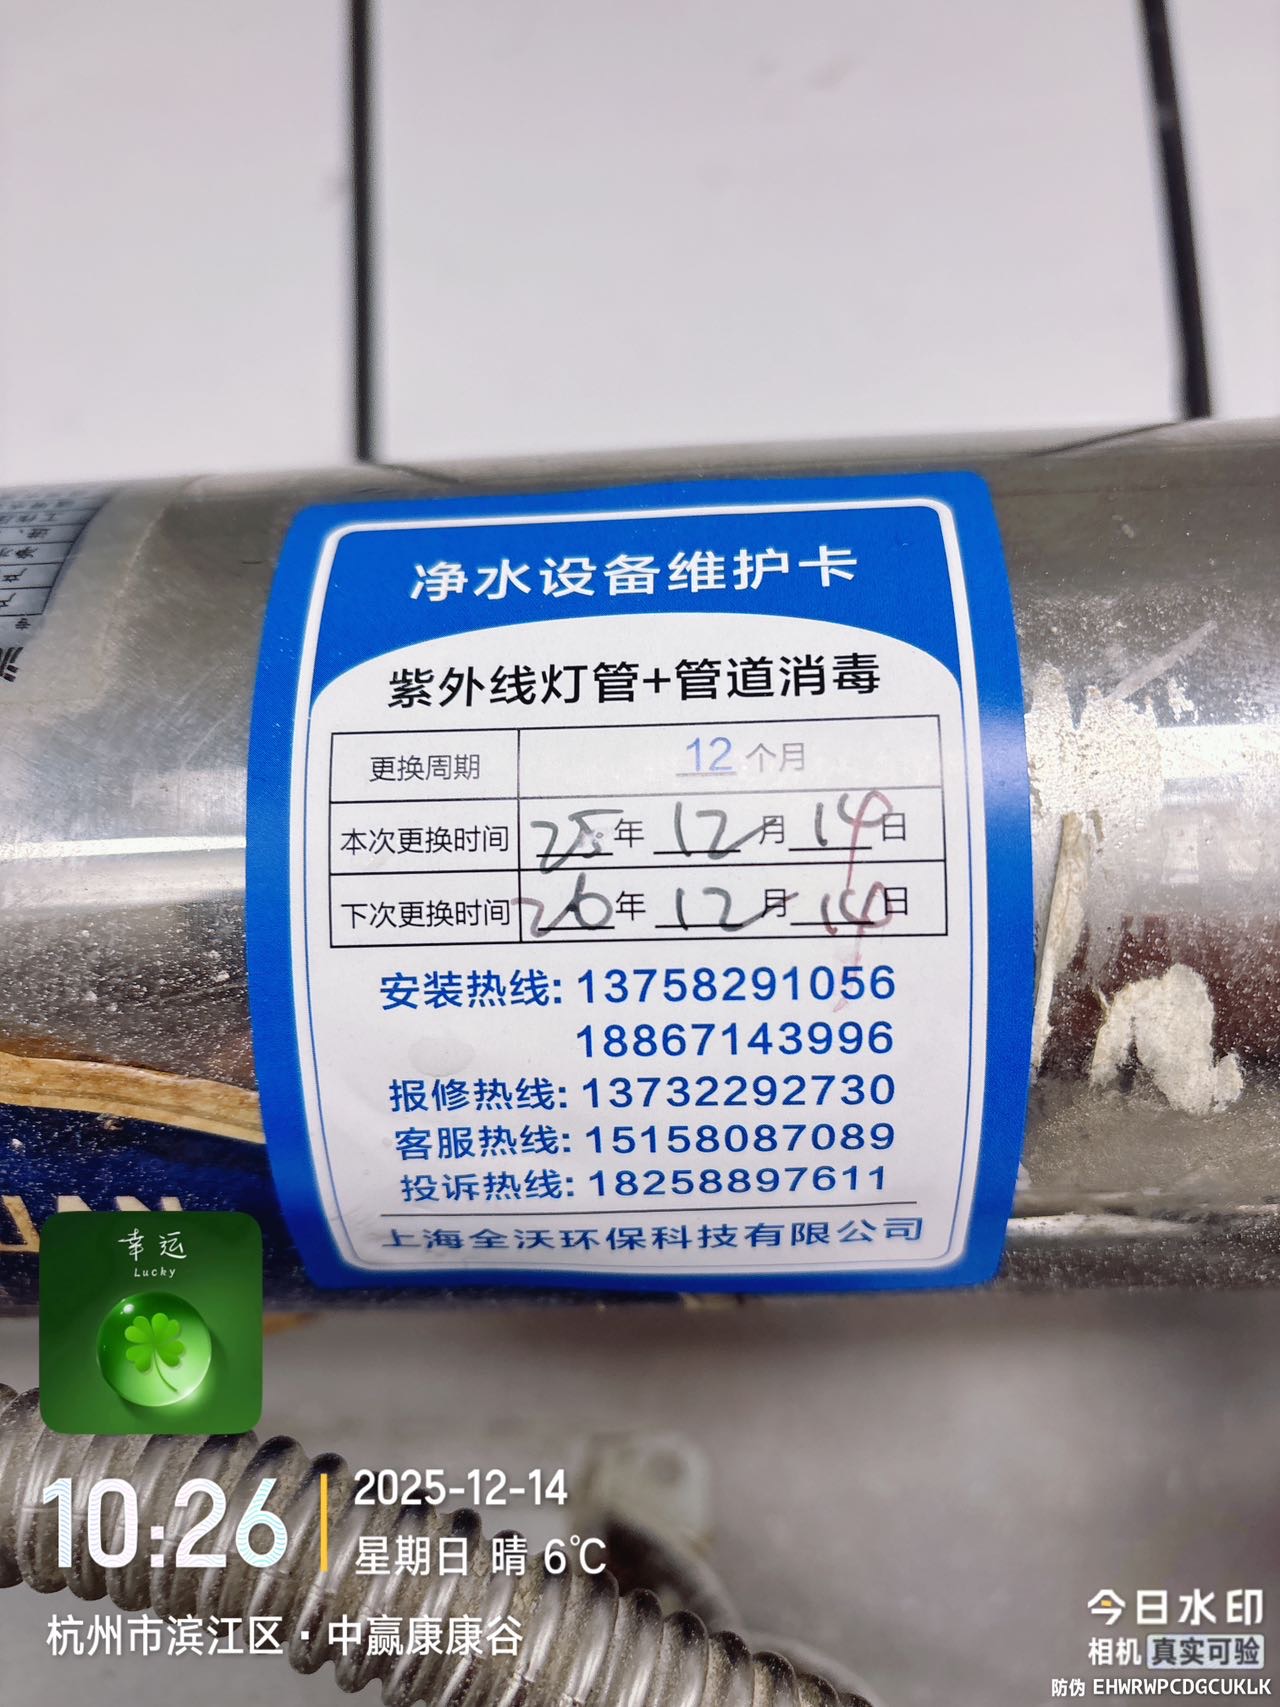 净水设备维护卡
紫外线灯管+管道消毒
更换周期 12 个月
本次更换时间 25年 12月 14日
下次更换时间 26年 12月 14日
安装热线: 13758291056
18867143996
报修热线: 13732292730
客服热线: 15158087089
投诉热线: 18258897611
上海全沃环保科技有限公司
幸运
Lucky
10:26
2025-12-14
星期日 晴 6℃
杭州市滨江区·中赢康康谷
今日水印
相机 真实可验
防伪 EHWRWPCDGCUKLK